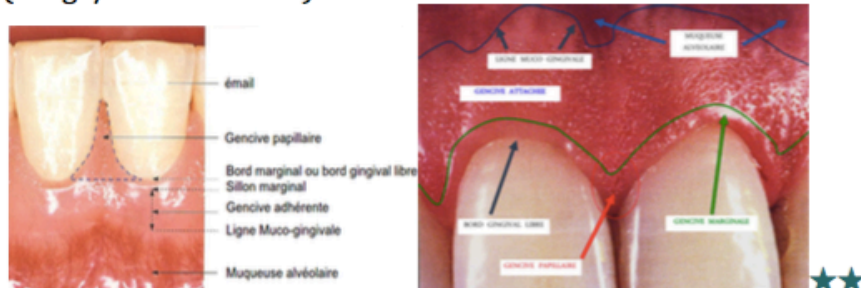 émail
Gencive papillaire
Bord marginal ou bord gingival libre
Sillon marginal
Gencive adhérente
Ligne Muco-gingivale
Muqueuse alvéolaire
MUQUEUSE
ALVEOLAIRE
LIGNE MUCO GINGIVALE
GENCIVE ATTACHEE
BORD GINGIVAL LIBRE
GENCIVE MARGINALE
GENCIVE PAPILLAIRE